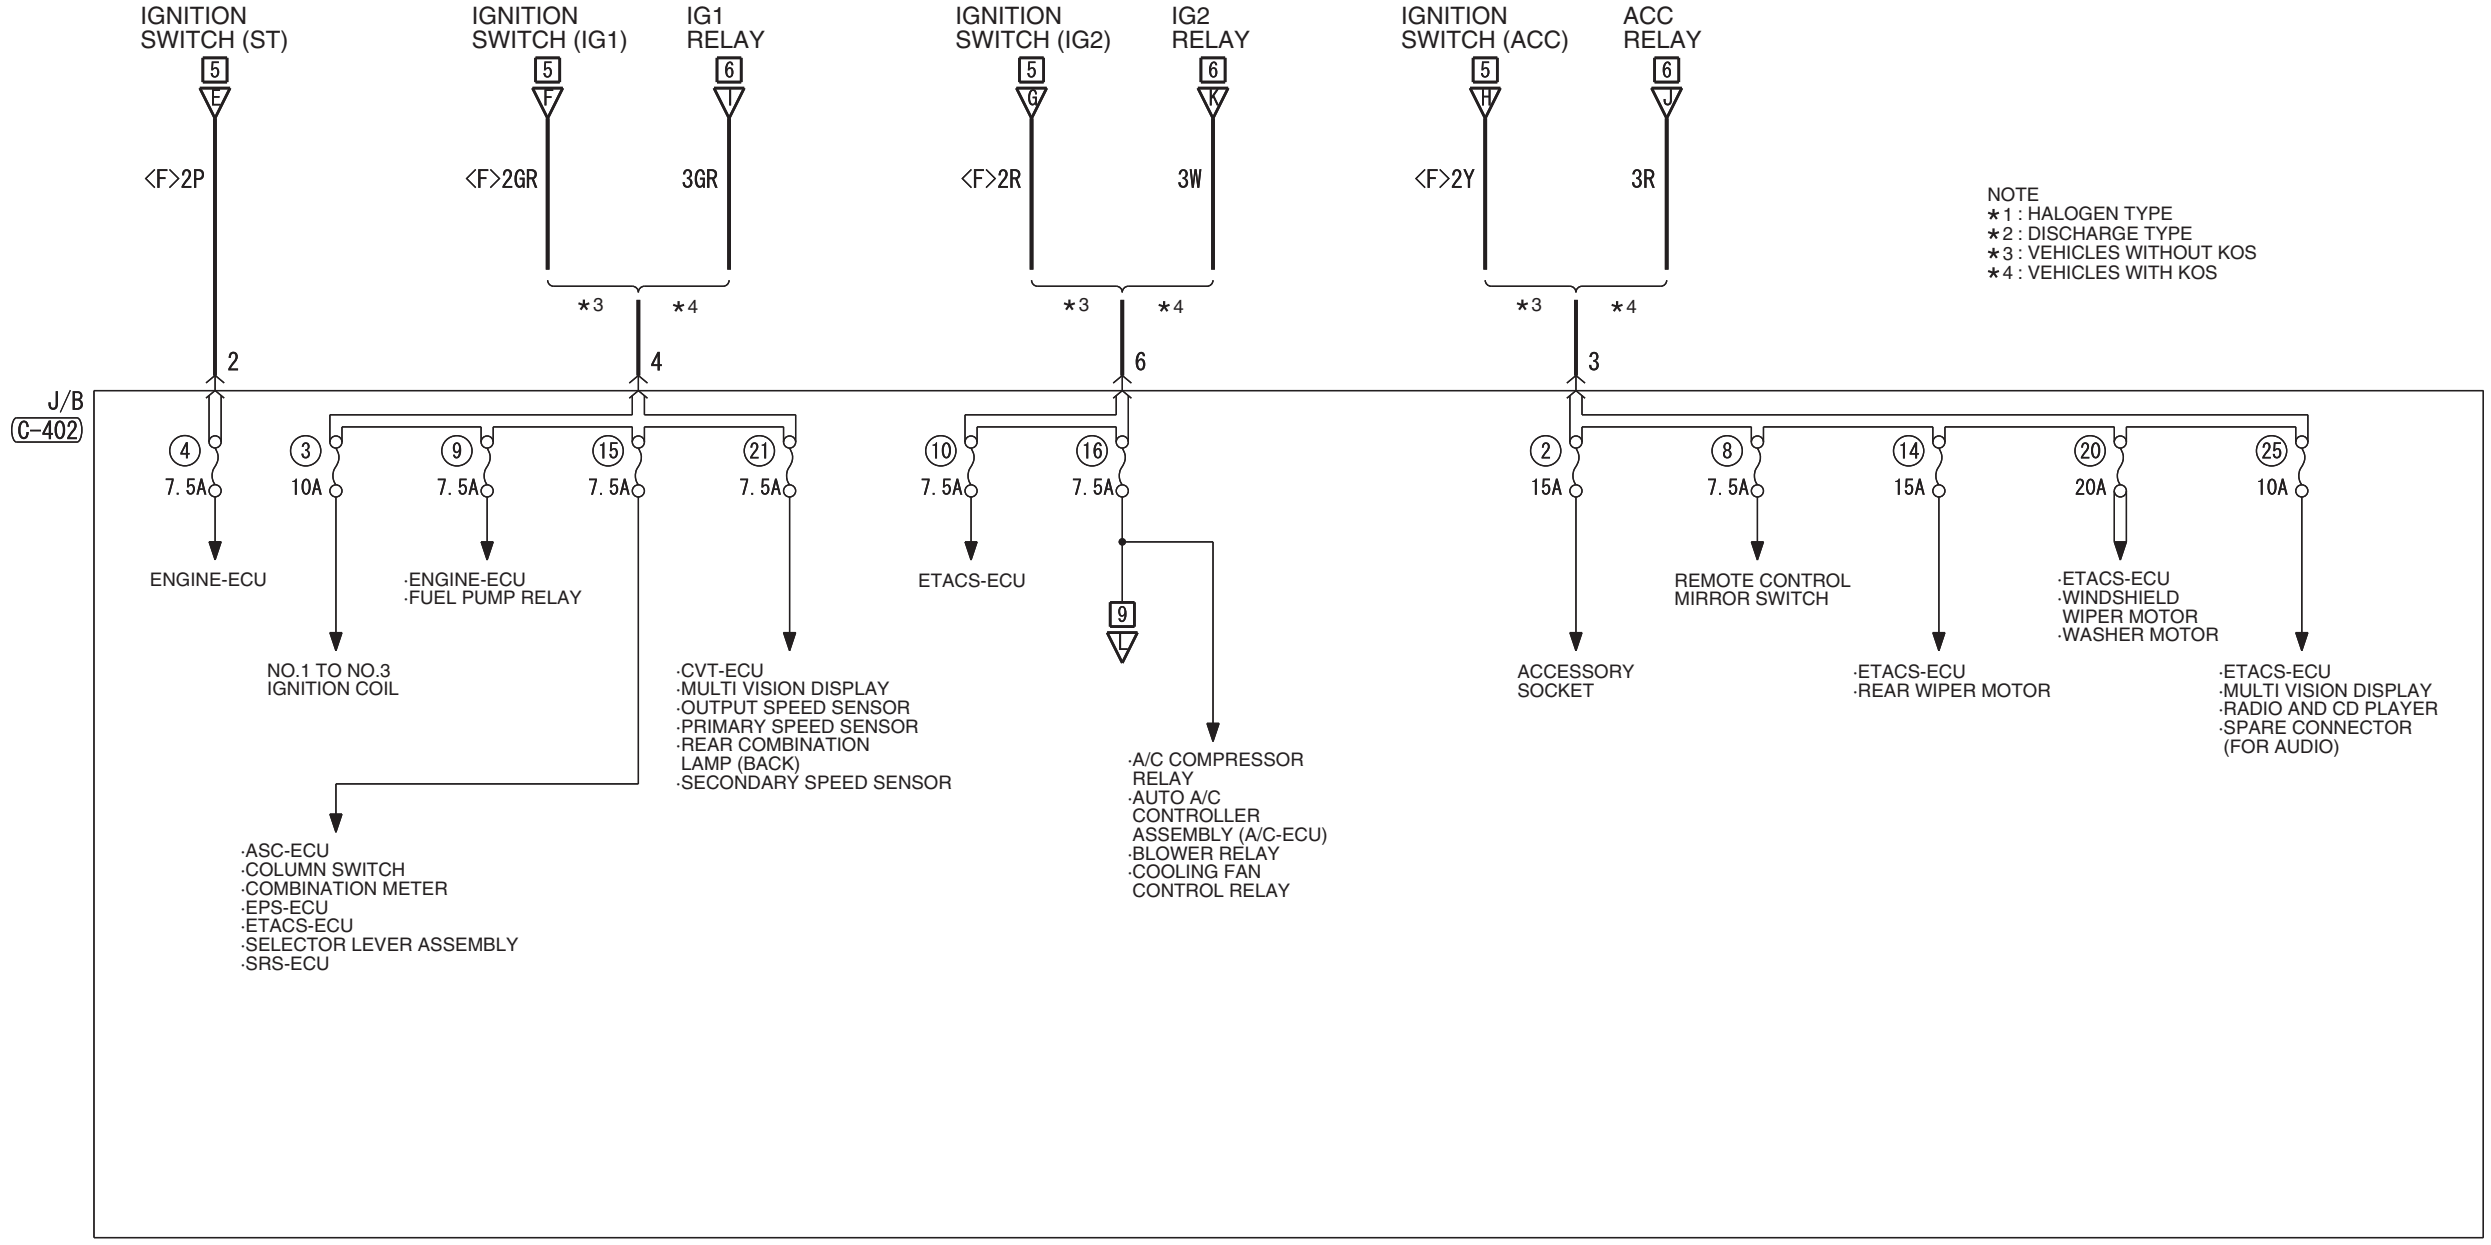 IGNITION
SWITCH (ST)
IGNITION
SWITCH (IG1)
IG1
RELAY
IGNITION
SWITCH (IG2)
IG2
RELAY
IGNITION
SWITCH (ACC)
ACC
RELAY
5
5
6
5
6
5
6
E
F
I
G
K
H
J
<F>2P
<F>2GR
3GR
<F>2R
3W
<F>2Y
3R
NOTE
*1 : HALOGEN TYPE
*2 : DISCHARGE TYPE
*3 : VEHICLES WITHOUT KOS
*4 : VEHICLES WITH KOS
*3
*4
*3
*4
*3
*4
2
4
6
3
J/B
C-402
4
7.5A
3
10A
9
7.5A
15
7.5A
21
7.5A
10
7.5A
16
7.5A
2
15A
8
7.5A
14
15A
20
20A
25
10A
ENGINE-ECU
NO.1 TO NO.3
IGNITION COIL
·ENGINE-ECU
·FUEL PUMP RELAY
·ASC-ECU
·COLUMN SWITCH
·COMBINATION METER
·EPS-ECU
·ETACS-ECU
·SELECTOR LEVER ASSEMBLY
·SRS-ECU
·CVT-ECU
·MULTI VISION DISPLAY
·OUTPUT SPEED SENSOR
·PRIMARY SPEED SENSOR
·REAR COMBINATION
LAMP (BACK)
·SECONDARY SPEED SENSOR
ETACS-ECU
9
L
·A/C COMPRESSOR
RELAY
·AUTO A/C
CONTROLLER
ASSEMBLY (A/C-ECU)
·BLOWER RELAY
·COOLING FAN
CONTROL RELAY
ACCESSORY
SOCKET
REMOTE CONTROL
MIRROR SWITCH
·ETACS-ECU
·REAR WIPER MOTOR
·ETACS-ECU
·WINDSHIELD
WIPER MOTOR
·WASHER MOTOR
·ETACS-ECU
·MULTI VISION DISPLAY
·RADIO AND CD PLAYER
·SPARE CONNECTOR
(FOR AUDIO)